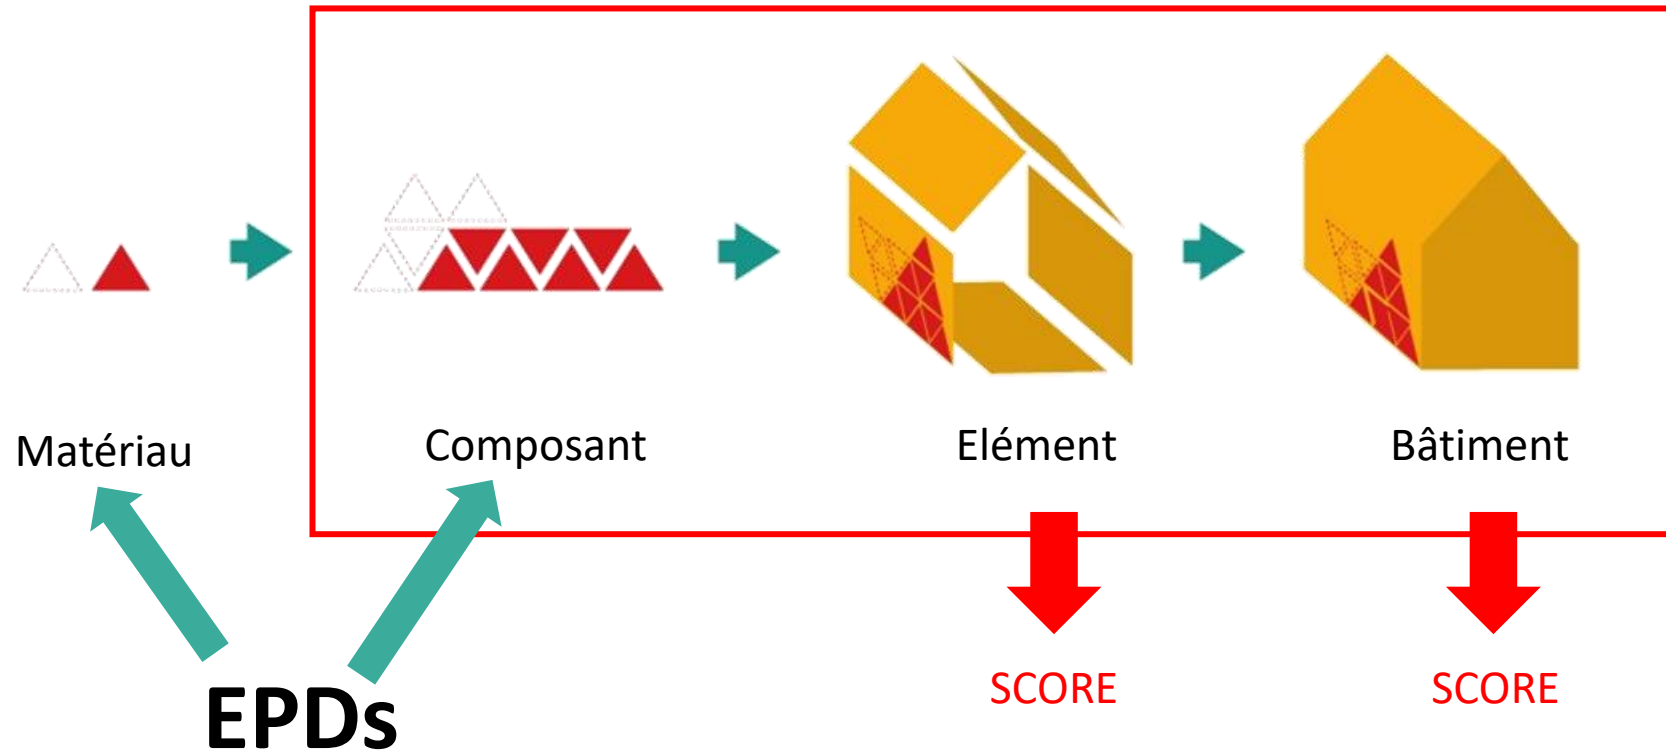 Matériau
Composant
Elément
Bâtiment
EPDs
SCORE
SCORE